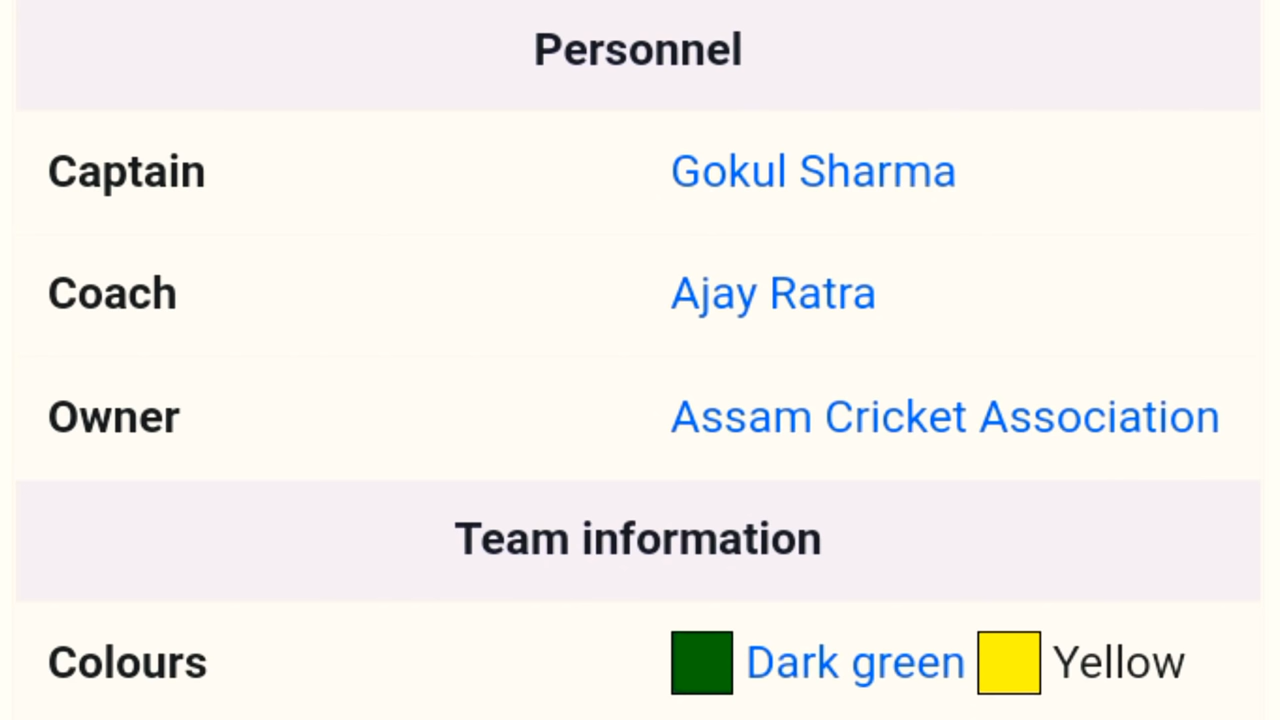 Personnel
Captain Gokul Sharma
Coach Ajay Ratra
Owner Assam Cricket Association
Team information
Colours Dark green Yellow